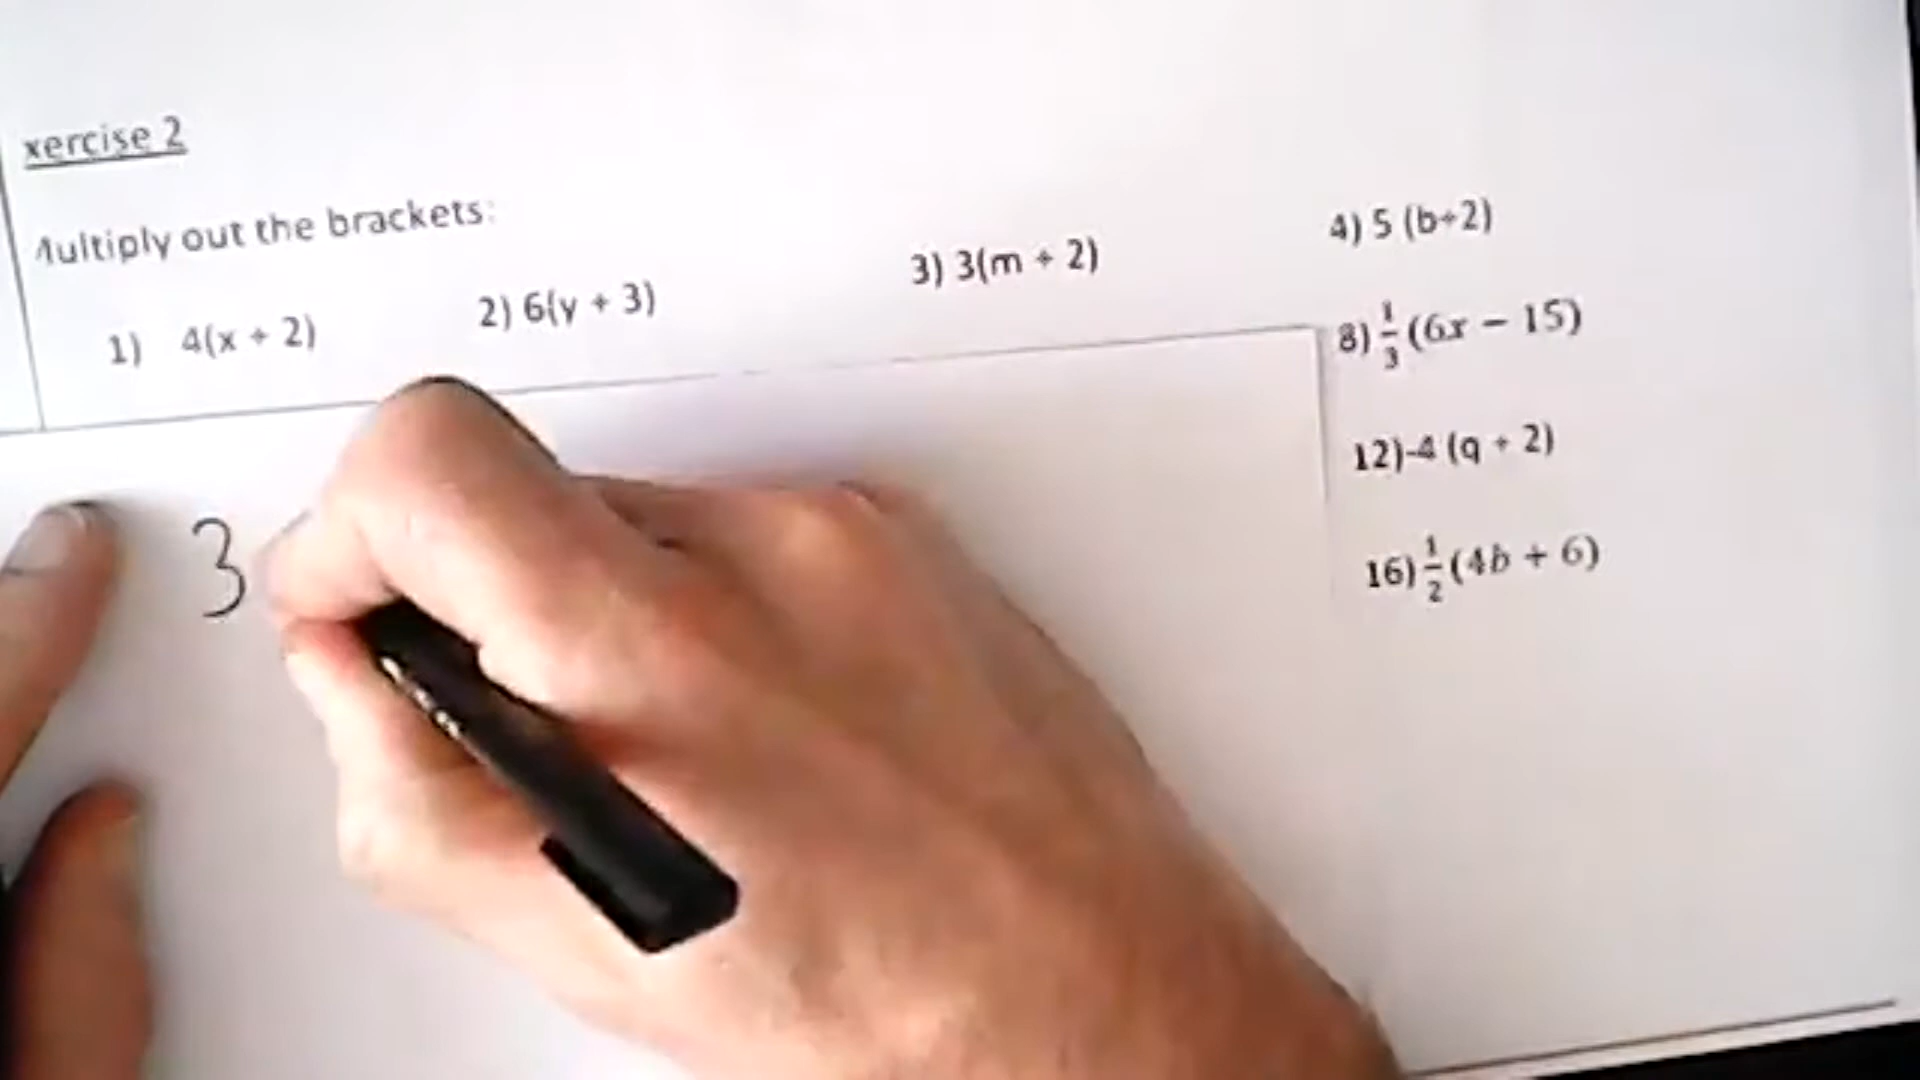 xercise 2
Multiply out the brackets:
1) 4(x + 2) 2) 6(y + 3) 3) 3(m + 2) 4) 5 (b+2)
8) 1/3 (6x − 15)
12)-4 (q + 2)
16) 1/2 (4b + 6)
3